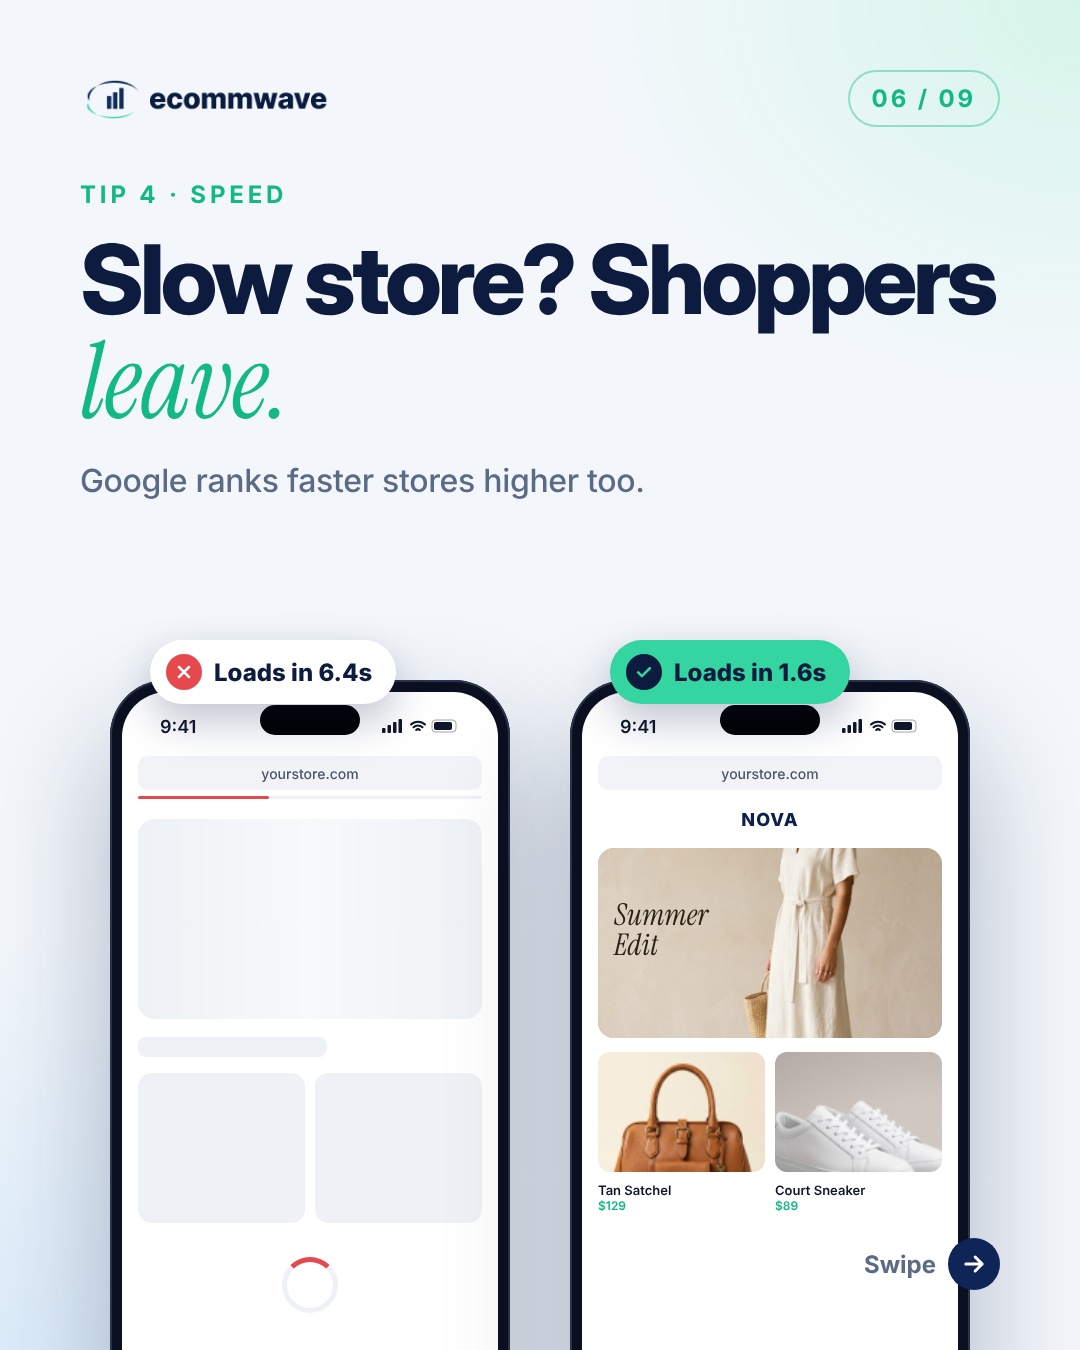 ecommwave
06 / 09
TIP 4 · SPEED
Slow store? Shoppers
leave.
Google ranks faster stores higher too.
Loads in 6.4s
Loads in 1.6s
9:41
9:41
yourstore.com
yourstore.com
NOVA
Summer
Edit
Tan Satchel
Court Sneaker
$129
$89
Swipe